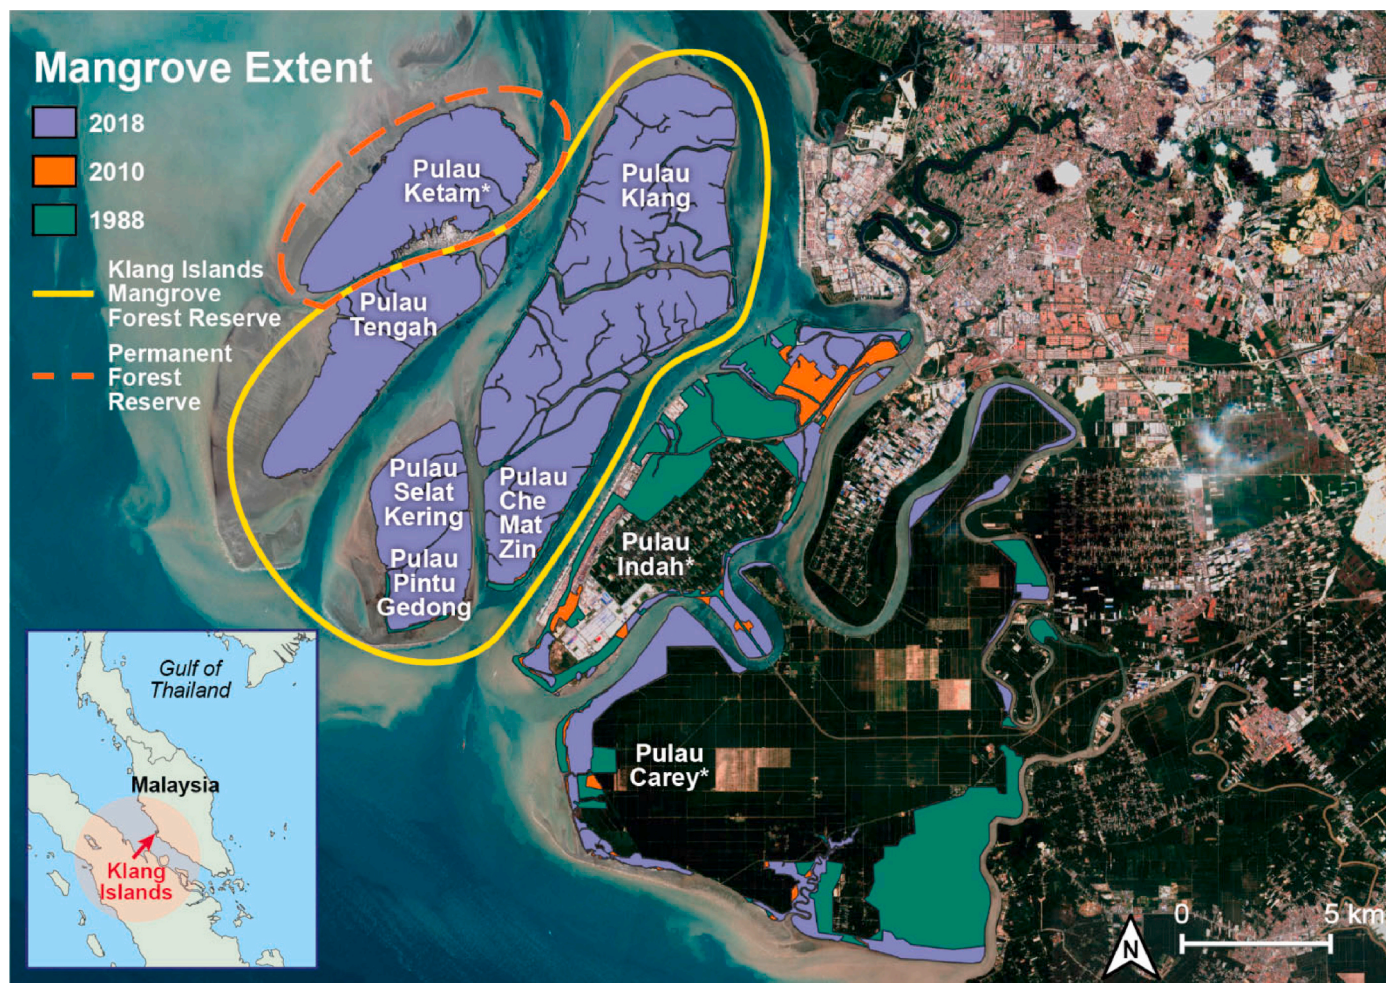 Mangrove Extent
2018
2010
1988
Klang Islands
Mangrove
Forest Reserve
Permanent
Forest
Reserve
Pulau
Ketam*
Pulau
Klang
Pulau
Tengah
Pulau
Selat
Kering
Pulau
Che
Mat
Zin
Pulau
Pintu
Gedong
Pulau
Indah*
Pulau
Carey*
Gulf of
Thailand
Malaysia
Klang
Islands
N
0 5 km